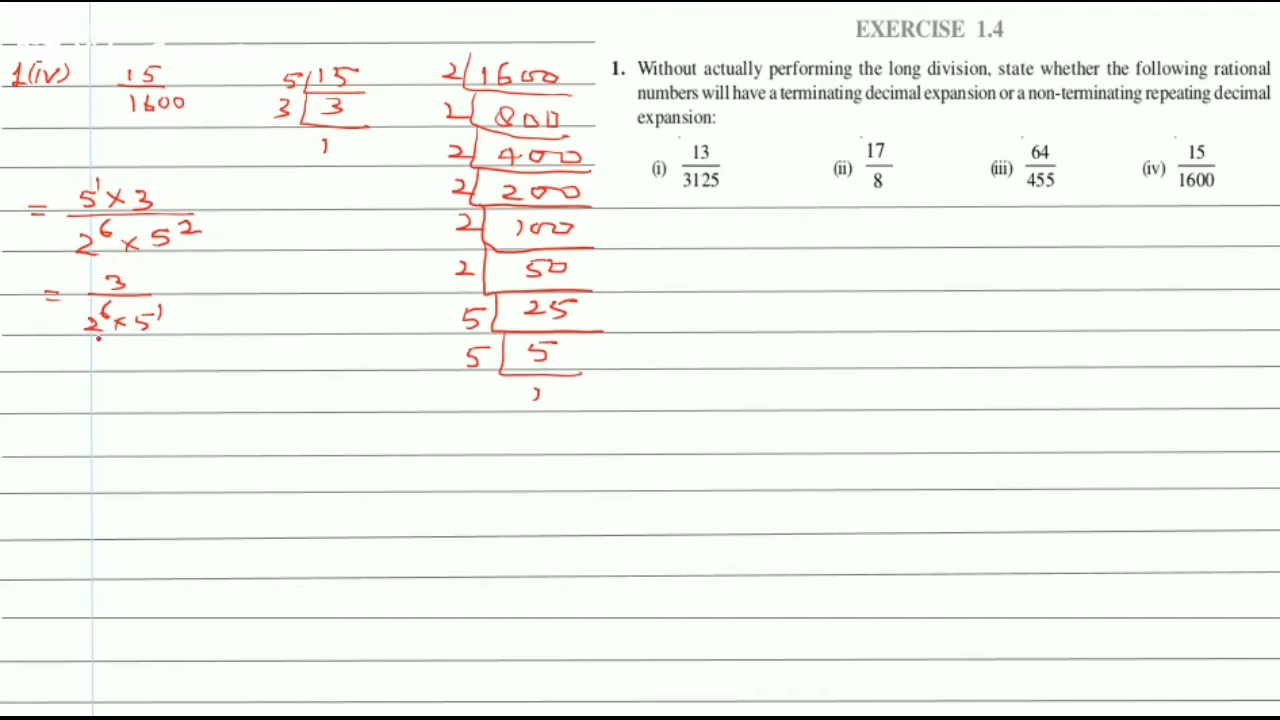 EXERCISE 1.4
1. Without actually performing the long division, state whether the following rational
numbers will have a terminating decimal expansion or a non-terminating repeating decimal
expansion:
(i) 13/3125 (ii) 17/8 (iii) 64/455 (iv) 15/1600
1(iv) 15/1600
= 5¹ × 3 / 2⁶ × 5²
= 3 / 2⁶ × 5¹
5 | 15
3 | 3
1
2 | 1600
2 | 800
2 | 400
2 | 200
2 | 100
2 | 50
5 | 25
5 | 5
1